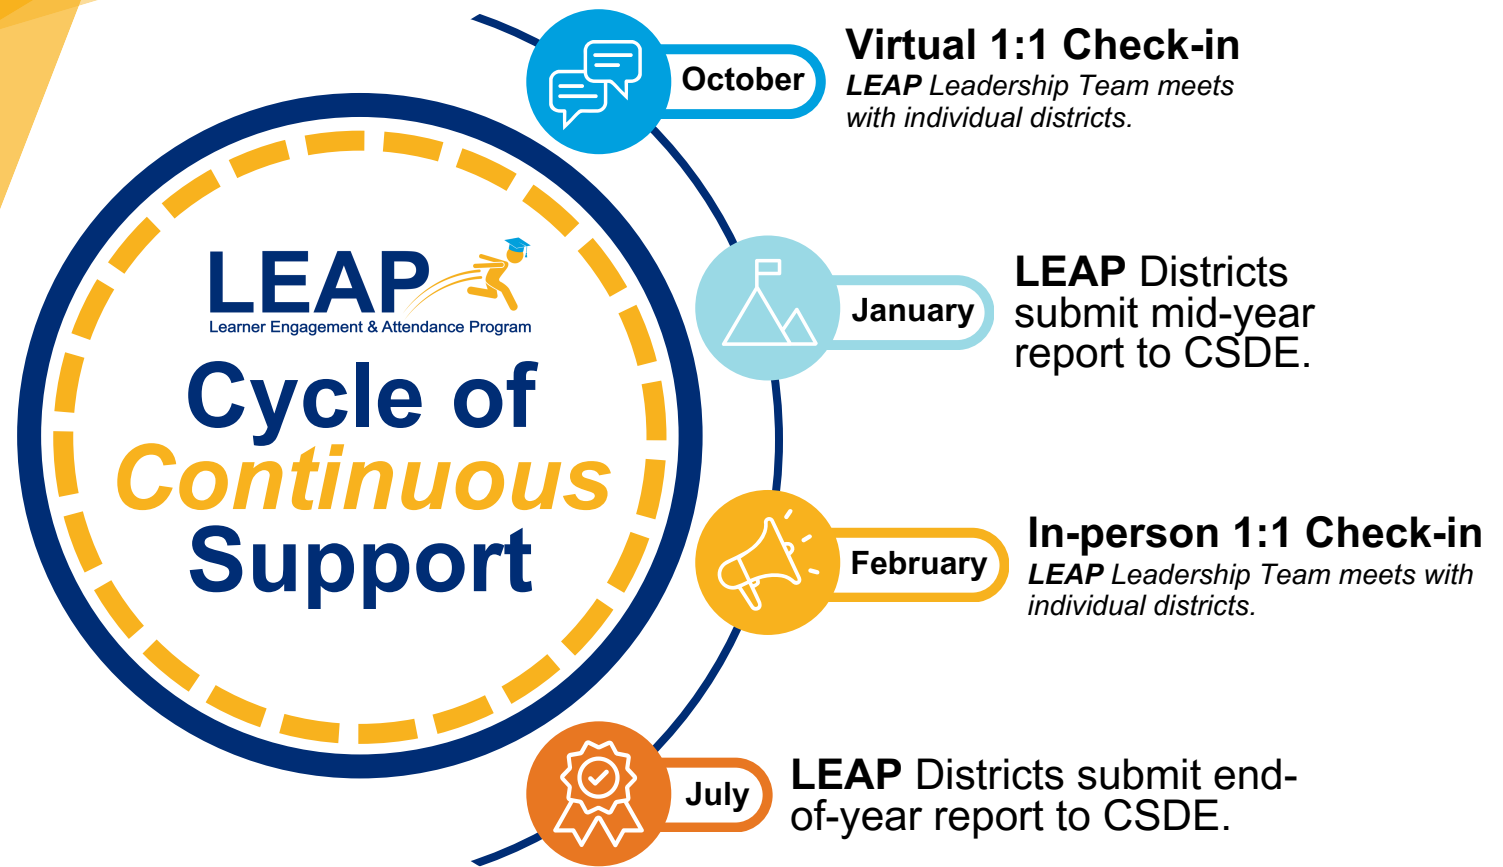 LEAP
Learner Engagement & Attendance Program
Cycle of
Continuous
Support
October
Virtual 1:1 Check-in
LEAP Leadership Team meets
with individual districts.
January
LEAP Districts
submit mid-year
report to CSDE.
February
In-person 1:1 Check-in
LEAP Leadership Team meets with
individual districts.
July
LEAP Districts submit end-
of-year report to CSDE.